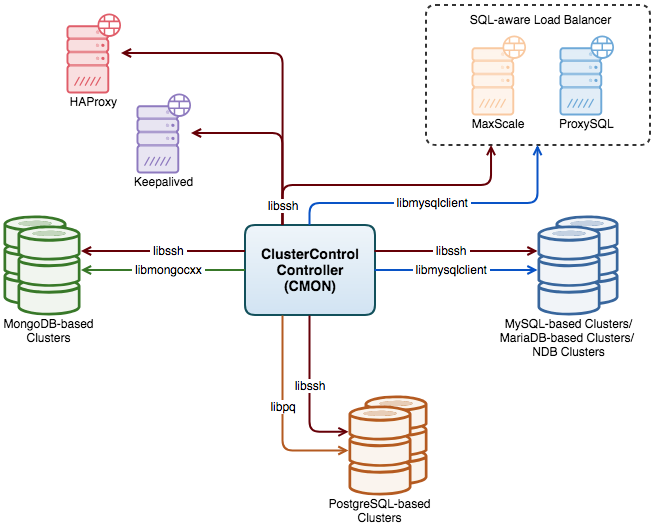 SQL-aware Load Balancer
HAProxy
MaxScale
ProxySQL
Keepalived
libssh
libmysqlclient
ClusterControl
Controller
(CMON)
libssh
libmongocxx
libssh
libmysqlclient
MongoDB-based
Clusters
MySQL-based Clusters/
MariaDB-based Clusters/
NDB Clusters
libssh
libpq
PostgreSQL-based
Clusters